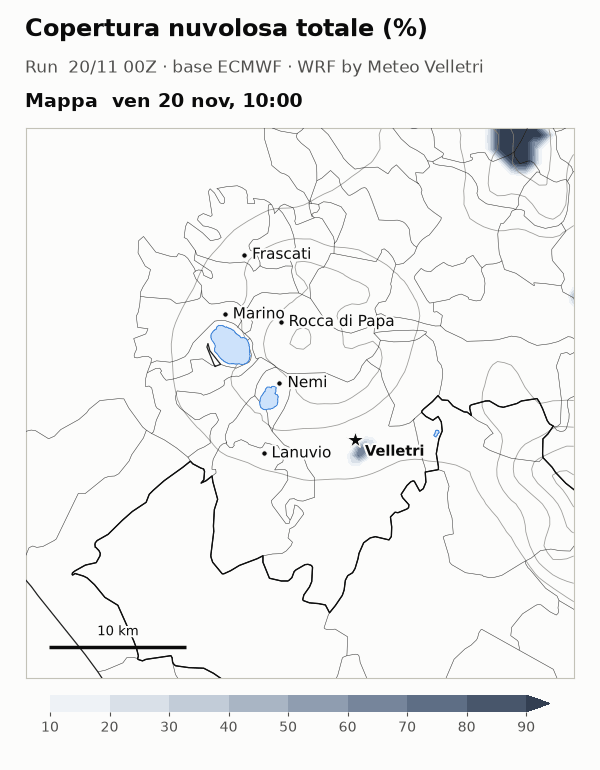 Copertura nuvolosa totale (%)
Run  20/11 00Z · base ECMWF · WRF by Meteo Velletri
Mappa  ven 20 nov, 10:00
Frascati
Marino
Rocca di Papa
Nemi
Velletri
Lanuvio
10 km
10 20 30 40 50 60 70 80 90